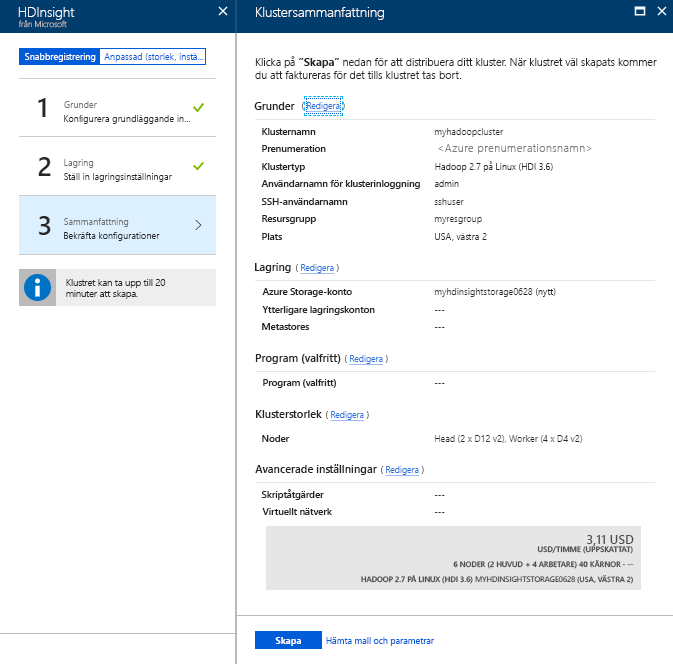 HDInsight
från Microsoft
Snabbregistrering
Anpassad (storlek, instä...
1
Grunder
Konfigurera grundläggande in...
2
Lagring
Ställ in lagringsinställningar
3
Sammanfattning
Bekräfta konfigurationer
Klustret kan ta upp till 20
minuter att skapa.
Klustersammanfattning
Klicka på ”Skapa” nedan för att distribuera ditt kluster. När klustret väl skapats kommer
du att faktureras för det tills klustret tas bort.
Grunder (Redigera)
Klusternamn myhadoopcluster
Prenumeration <Azure prenumerationsnamn>
Klustertyp Hadoop 2.7 på Linux (HDI 3.6)
Användarnamn för klusterinloggning admin
SSH-användarnamn sshuser
Resursgrupp myresgroup
Plats USA, västra 2
Lagring ( Redigera )
Azure Storage-konto myhdinsightstorage0628 (nytt)
Ytterligare lagringskonton ---
Metastores ---
Program (valfritt) ( Redigera )
Program (valfritt) ---
Klusterstorlek ( Redigera )
Noder Head (2 x D12 v2), Worker (4 x D4 v2)
Avancerade inställningar ( Redigera )
Skriptåtgärder ---
Virtuellt nätverk ---
3,11 USD
USD/TIMME (UPPSKATTAT)
6 NODER (2 HUVUD + 4 ARBETARE) 40 KÄRNOR - --
HADOOP 2.7 PÅ LINUX (HDI 3.6) MYHDINSIGHTSTORAGE0628 (USA, VÄSTRA 2)
Skapa
Hämta mall och parametrar